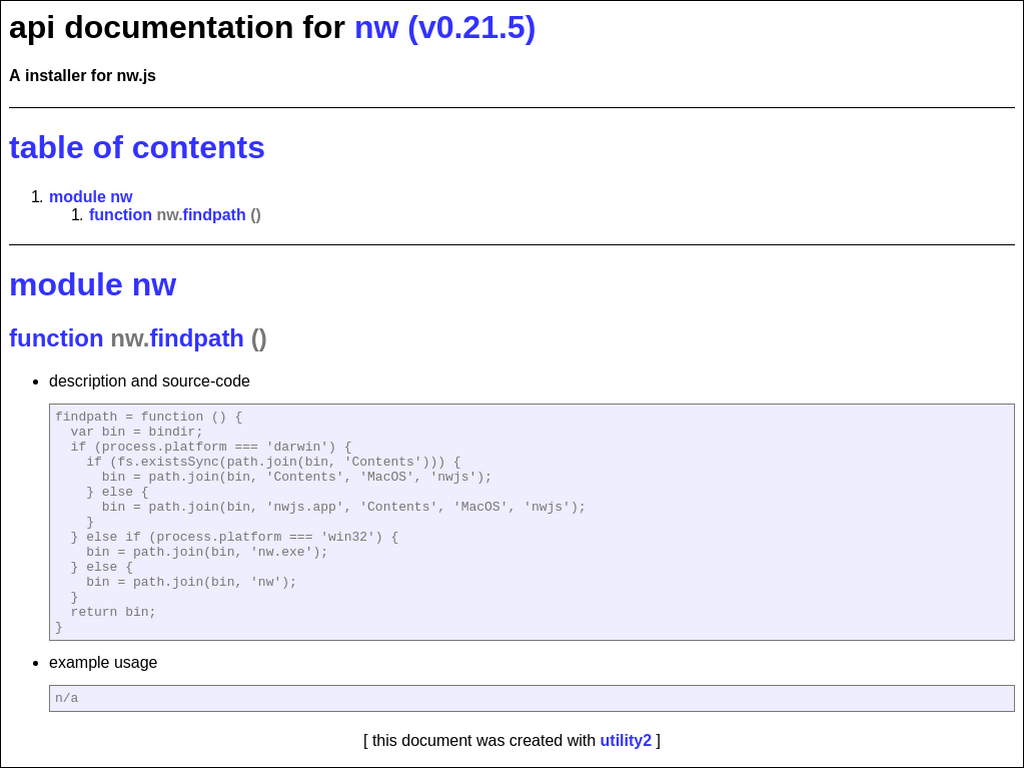 api documentation for nw (v0.21.5)
A installer for nw.js
table of contents
1. module nw
1. function nw.findpath ()
module nw
function nw.findpath ()
• description and source-code
findpath = function () {
  var bin = bindir;
  if (process.platform === 'darwin') {
    if (fs.existsSync(path.join(bin, 'Contents'))) {
      bin = path.join(bin, 'Contents', 'MacOS', 'nwjs');
    } else {
      bin = path.join(bin, 'nwjs.app', 'Contents', 'MacOS', 'nwjs');
    }
  } else if (process.platform === 'win32') {
    bin = path.join(bin, 'nw.exe');
  } else {
    bin = path.join(bin, 'nw');
  }
  return bin;
}
• example usage
n/a
[ this document was created with utility2 ]